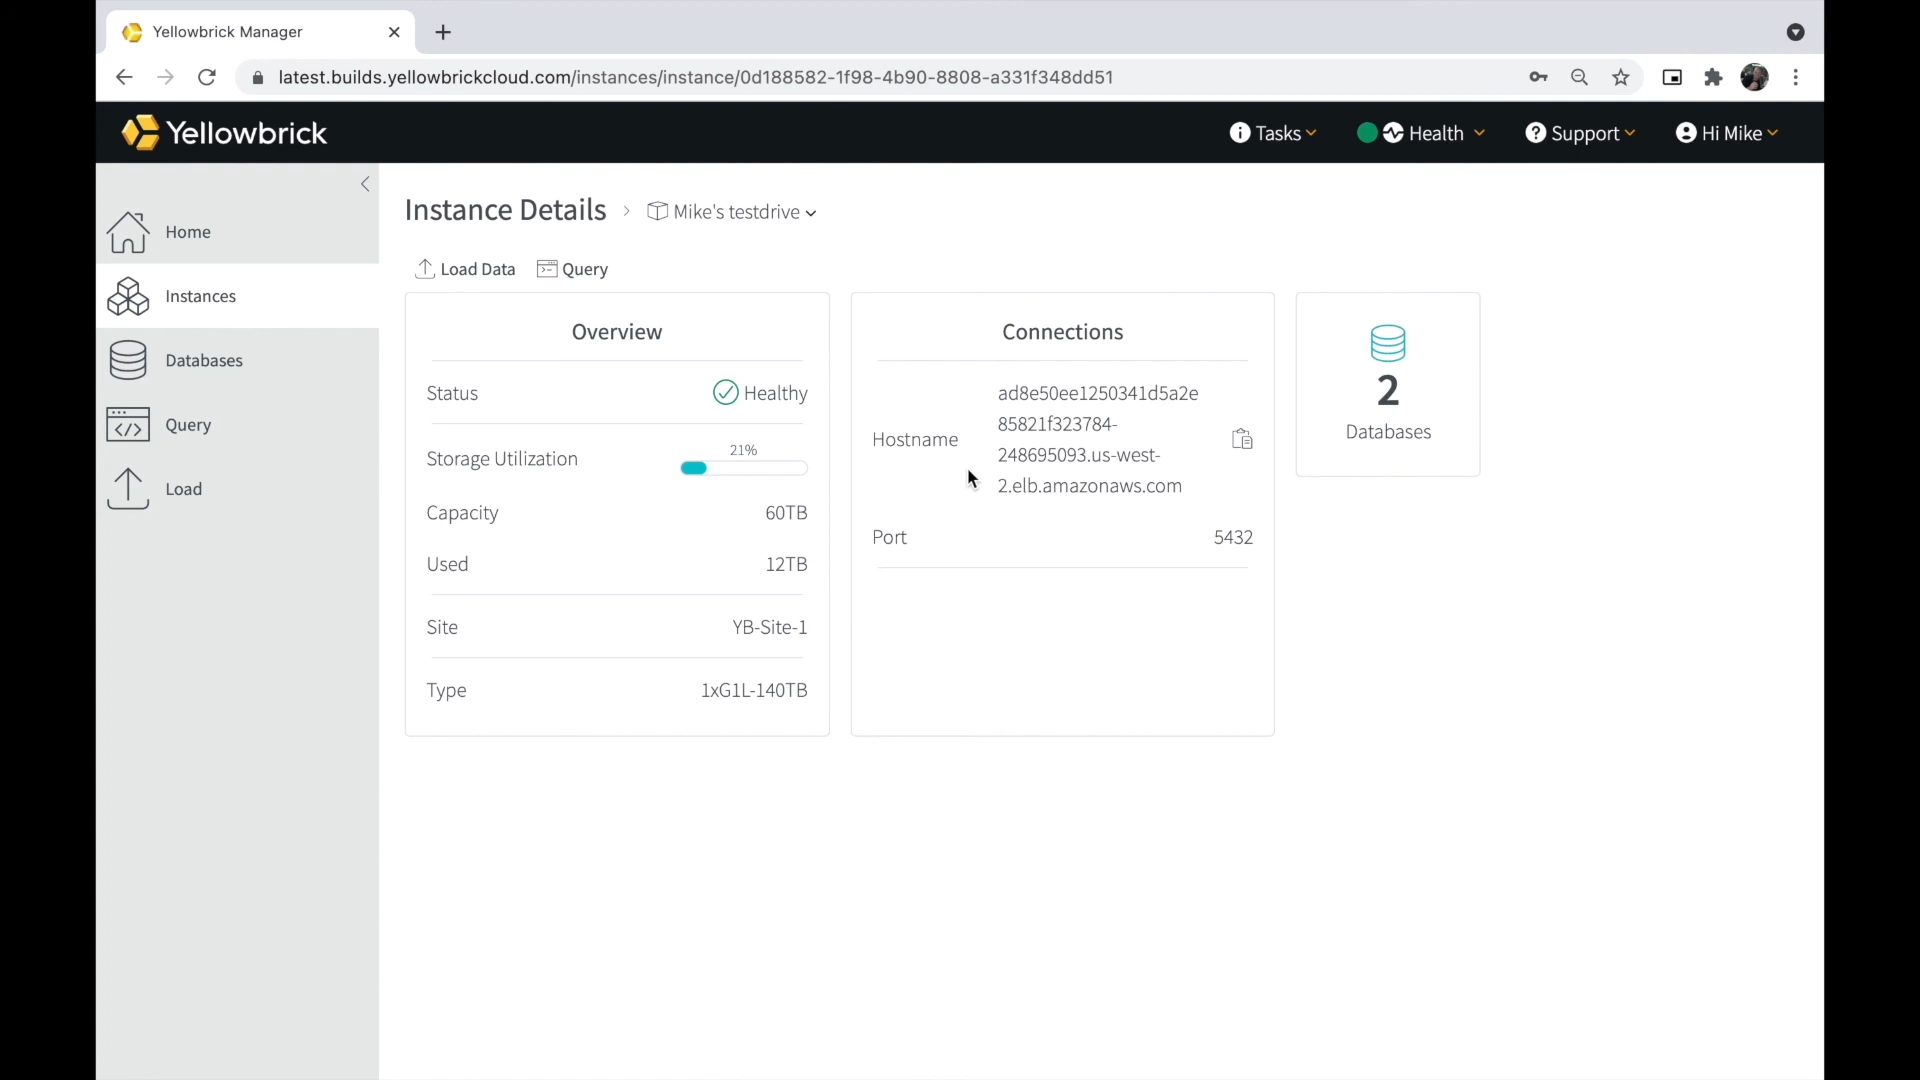 Yellowbrick Manager
latest.builds.yellowbrickcloud.com/instances/instance/0d188582-1f98-4b90-8808-a331f348dd51
Yellowbrick
Tasks
Health
Support
Hi Mike
Home
Instances
Databases
Query
Load
Instance Details
Mike's testdrive
Load Data
Query
Overview
Status
Healthy
Storage Utilization
21%
Capacity
60TB
Used
12TB
Site
YB-Site-1
Type
1xG1L-140TB
Connections
Hostname
ad8e50ee1250341d5a2e
85821f323784-
248695093.us-west-
2.elb.amazonaws.com
Port
5432
2
Databases